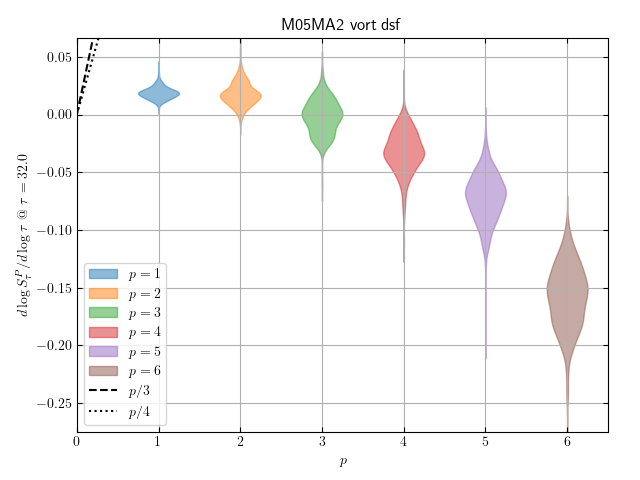 M05MA2 vort dsf
d log S_τ^P / d log τ @ τ = 32.0
0.05
0.00
−0.05
−0.10
−0.15
−0.20
−0.25
p = 1
p = 2
p = 3
p = 4
p = 5
p = 6
p/3
p/4
0 1 2 3 4 5 6
p